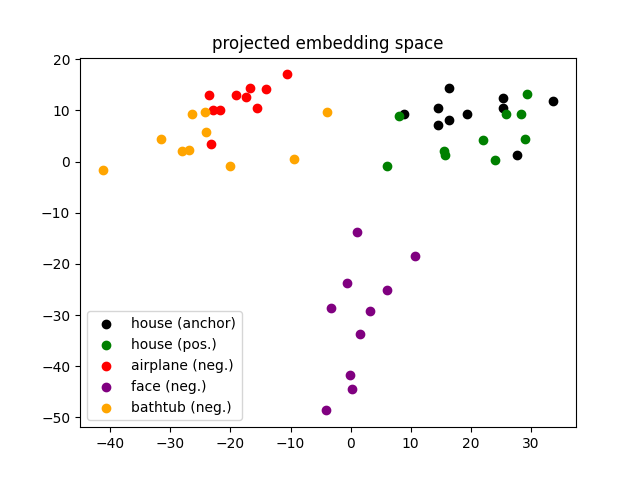 projected embedding space
20
10
0
−10
−20
−30
−40
−50
house (anchor)
house (pos.)
airplane (neg.)
face (neg.)
bathtub (neg.)
−40 −30 −20 −10 0 10 20 30